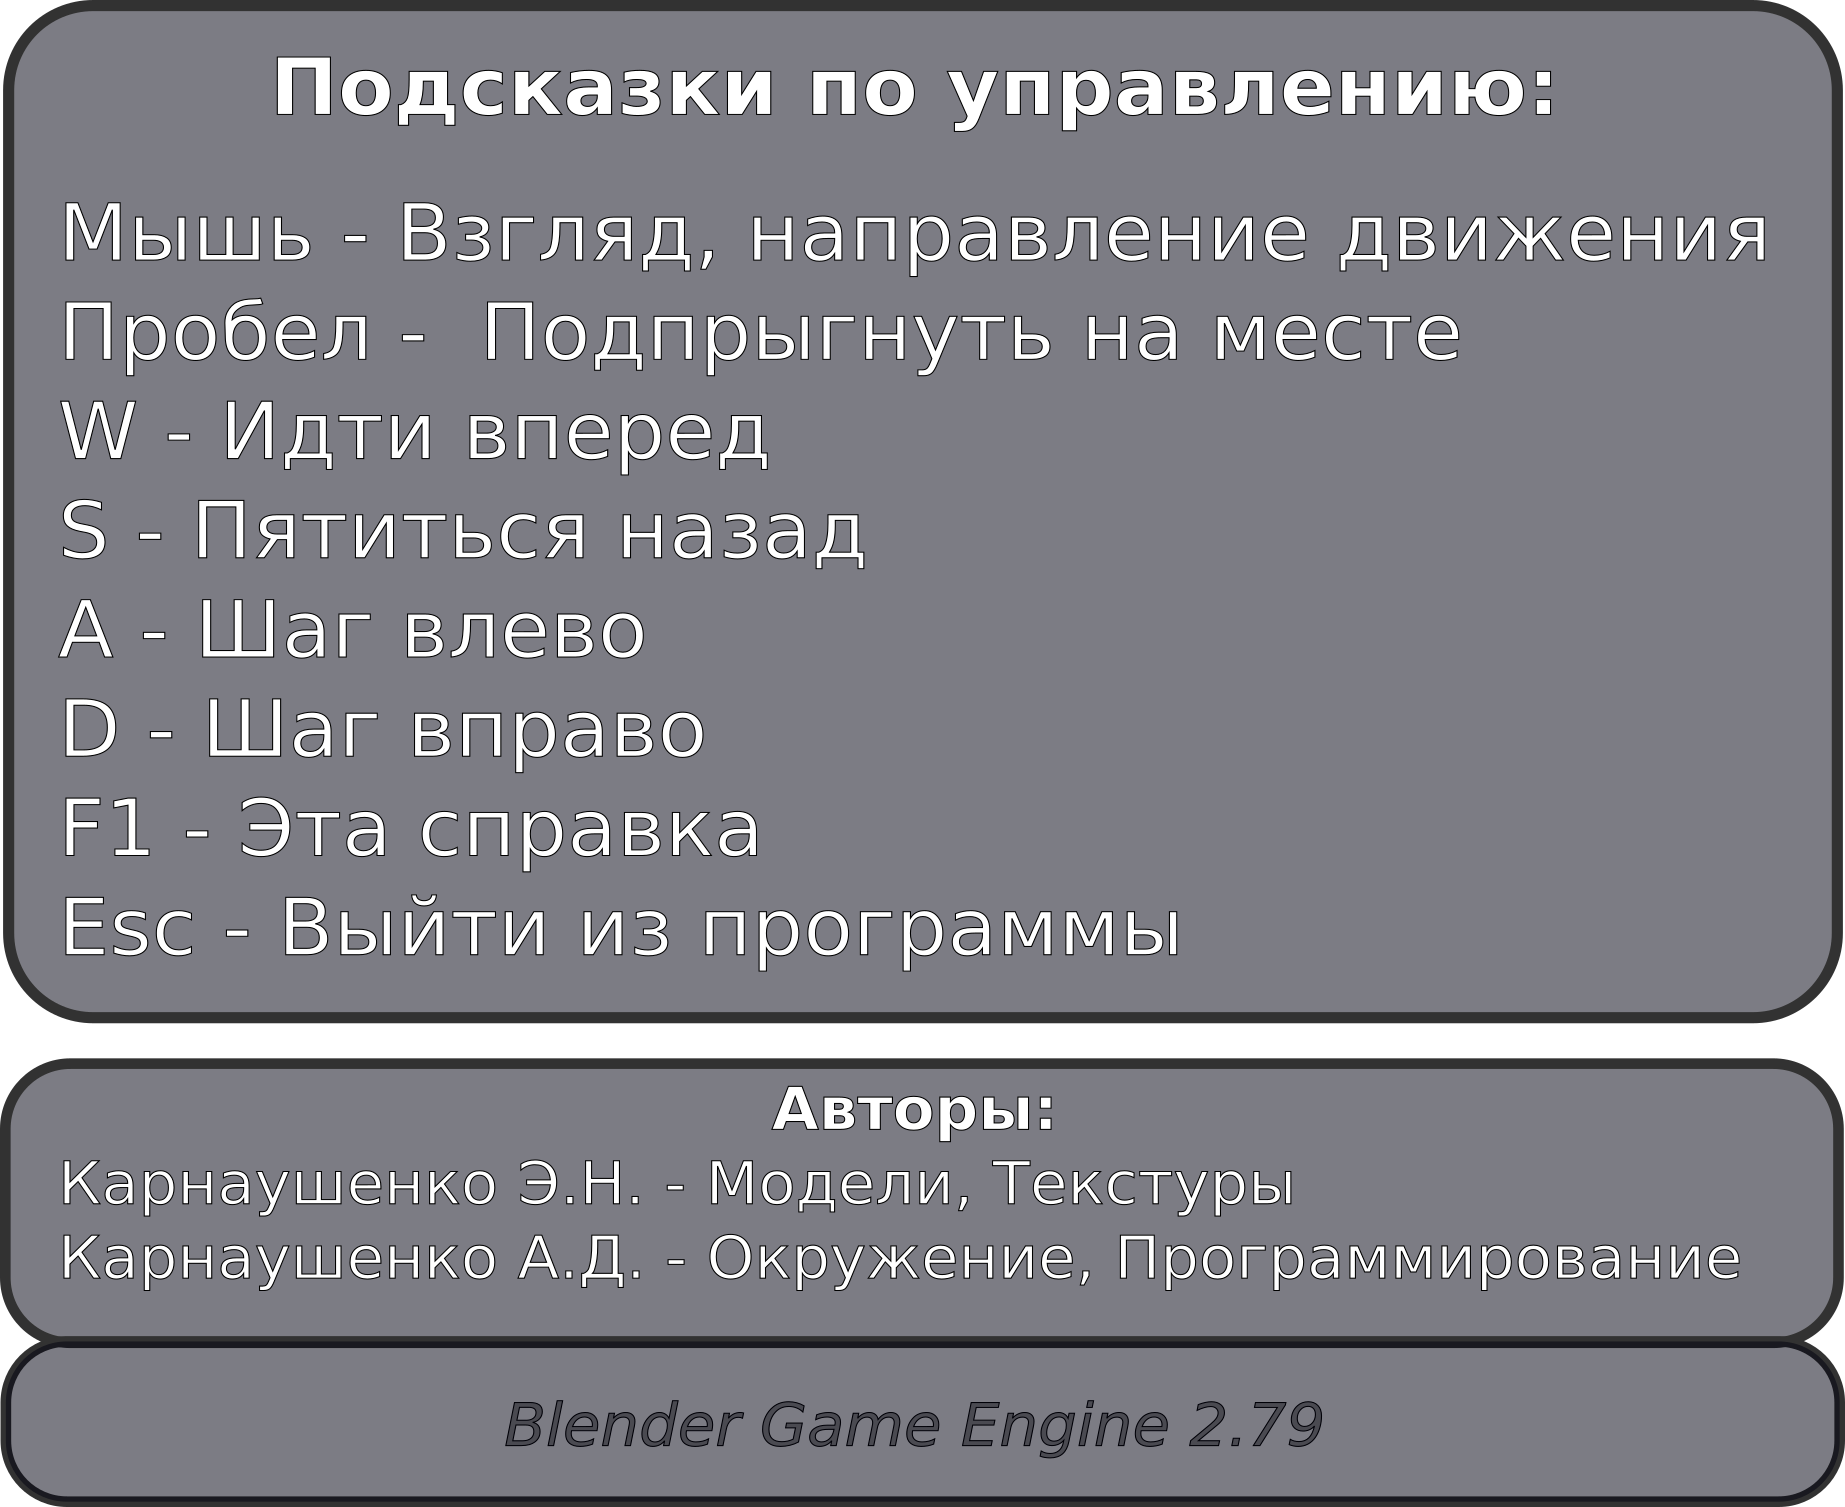 Подсказки по управлению:
Мышь - Взгляд, направление движения
Пробел -  Подпрыгнуть на месте
W - Идти вперед
S - Пятиться назад
A - Шаг влево
D - Шаг вправо
F1 - Эта справка
Esc - Выйти из программы
Авторы:
Карнаушенко Э.Н. - Модели, Текстуры
Карнаушенко А.Д. - Окружение, Программирование
Blender Game Engine 2.79